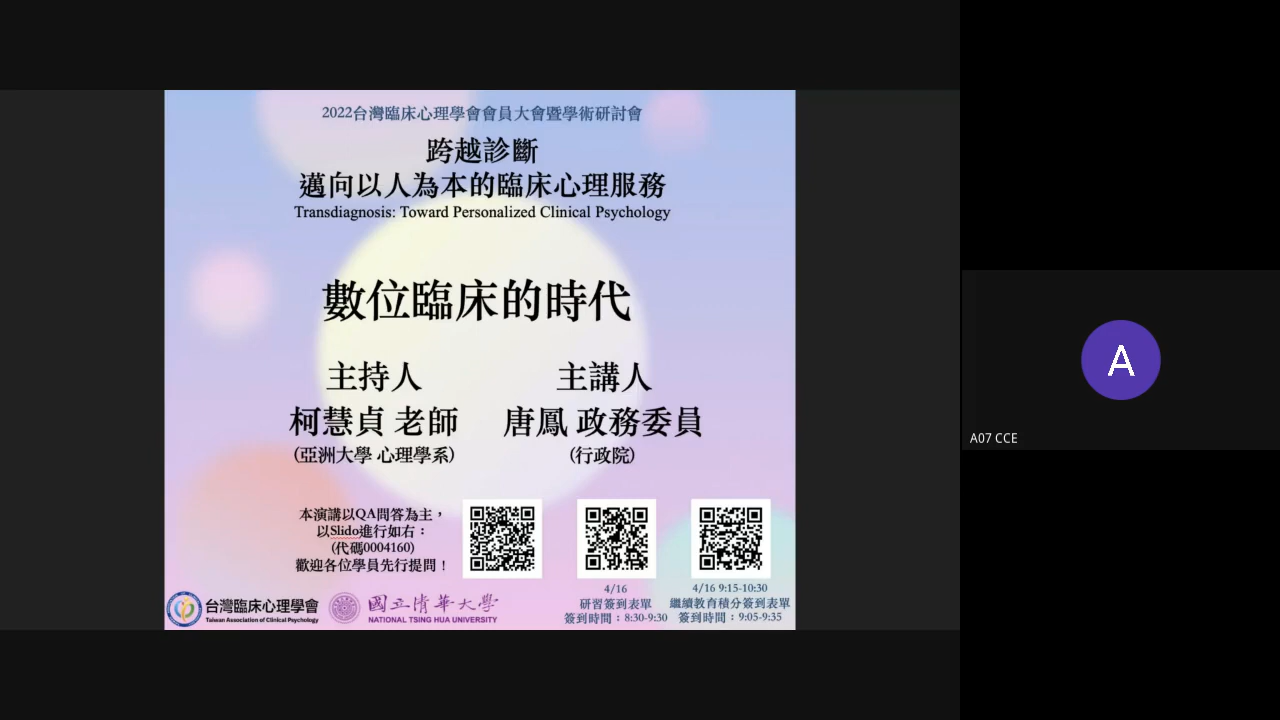 2022台灣臨床心理學會會員大會暨學術研討會
跨越診斷
邁向以人為本的臨床心理服務
Transdiagnosis: Toward Personalized Clinical Psychology
數位臨床的時代
主持人
柯慧貞 老師
(亞洲大學 心理學系)
主講人
唐鳳 政務委員
(行政院)
本演講以QA問答為主，
以Slido進行如右：
(代碼0004160)
歡迎各位學員先行提問！
4/16
研習簽到表單
簽到時間：8:30-9:30
4/16 9:15-10:30
繼續教育積分簽到表單
簽到時間：9:05-9:35
台灣臨床心理學會
Taiwan Association of Clinical Psychology
國立清華大學
NATIONAL TSING HUA UNIVERSITY
A
A07 CCE